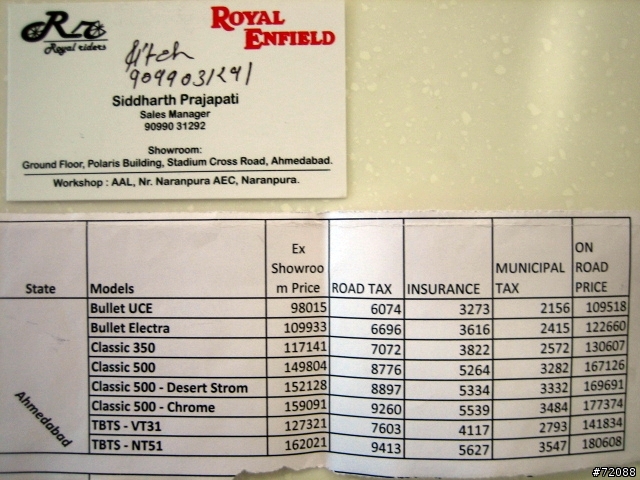 ROYAL
ENFIELD
Royal riders
9099031291
Siddharth Prajapati
Sales Manager
90990 31292
Showroom:
Ground Floor, Polaris Building, Stadium Cross Road, Ahmedabad.
Workshop : AAL, Nr. Naranpura AEC, Naranpura.
State Models Ex Showroo m Price ROAD TAX INSURANCE MUNICIPAL TAX ON ROAD PRICE
Bullet UCE 98015 6074 3273 2156 109518
Bullet Electra 109933 6696 3616 2415 122660
Classic 350 117141 7072 3822 2572 130607
Classic 500 149804 8776 5264 3282 167126
Classic 500 - Desert Strom 152128 8897 5334 3332 169691
Classic 500 - Chrome 159091 9260 5539 3484 177374
TBTS - VT31 127321 7603 4117 2793 141834
TBTS - NT51 162021 9413 5627 3547 180608
Ahmedabad
#72088